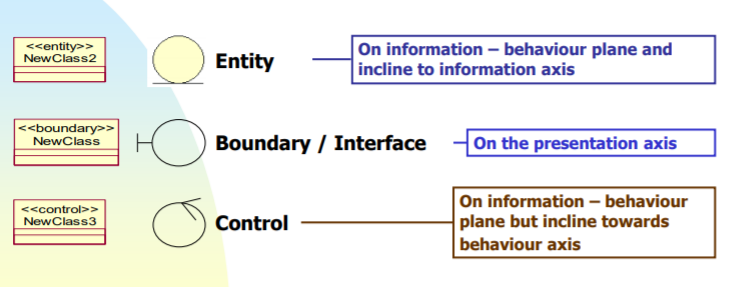 <<entity>>
NewClass2
Entity
On information – behaviour plane and
incline to information axis
<<boundary>>
NewClass
Boundary / Interface
On the presentation axis
<<control>>
NewClass3
Control
On information – behaviour
plane but incline towards
behaviour axis